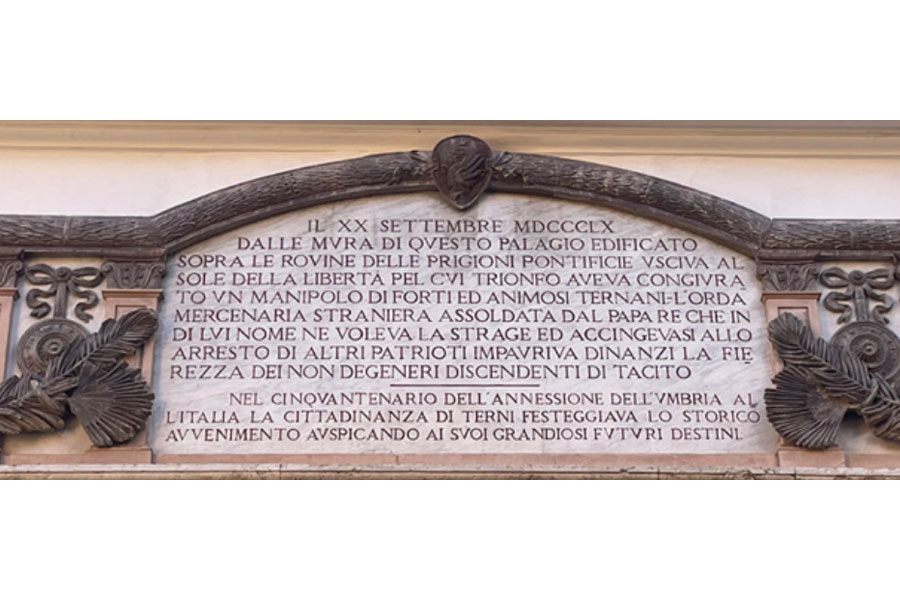 IL XX SETTEMBRE MDCCCLX
DALLE MVRA DI QVESTO PALAGIO EDIFICATO
SOPRA LE ROVINE DELLE PRIGIONI PONTIFICIE VSCIVA AL
SOLE DELLA LIBERTÀ PEL CVI TRIONFO AVEVA CONGIVRA
TO VN MANIPOLO DI FORTI ED ANIMOSI TERNANI-L'ORDA
MERCENARIA STRANIERA ASSOLDATA DAL PAPA RE CHE IN
DI LVI NOME NE VOLEVA LA STRAGE ED ACCINGEVASI ALLO
ARRESTO DI ALTRI PATRIOTI IMPAVRIVA DINANZI LA FIE
REZZA DEI NON DEGENERI DISCENDENTI DI TACITO
NEL CINQVANTENARIO DELL'ANNESSIONE DELL'VMBRIA AL
L'ITALIA LA CITTADINANZA DI TERNI FESTEGGIAVA LO STORICO
AVVENIMENTO AVSPICANDO AI SVOI GRANDIOSI FVTVRI DESTINI.